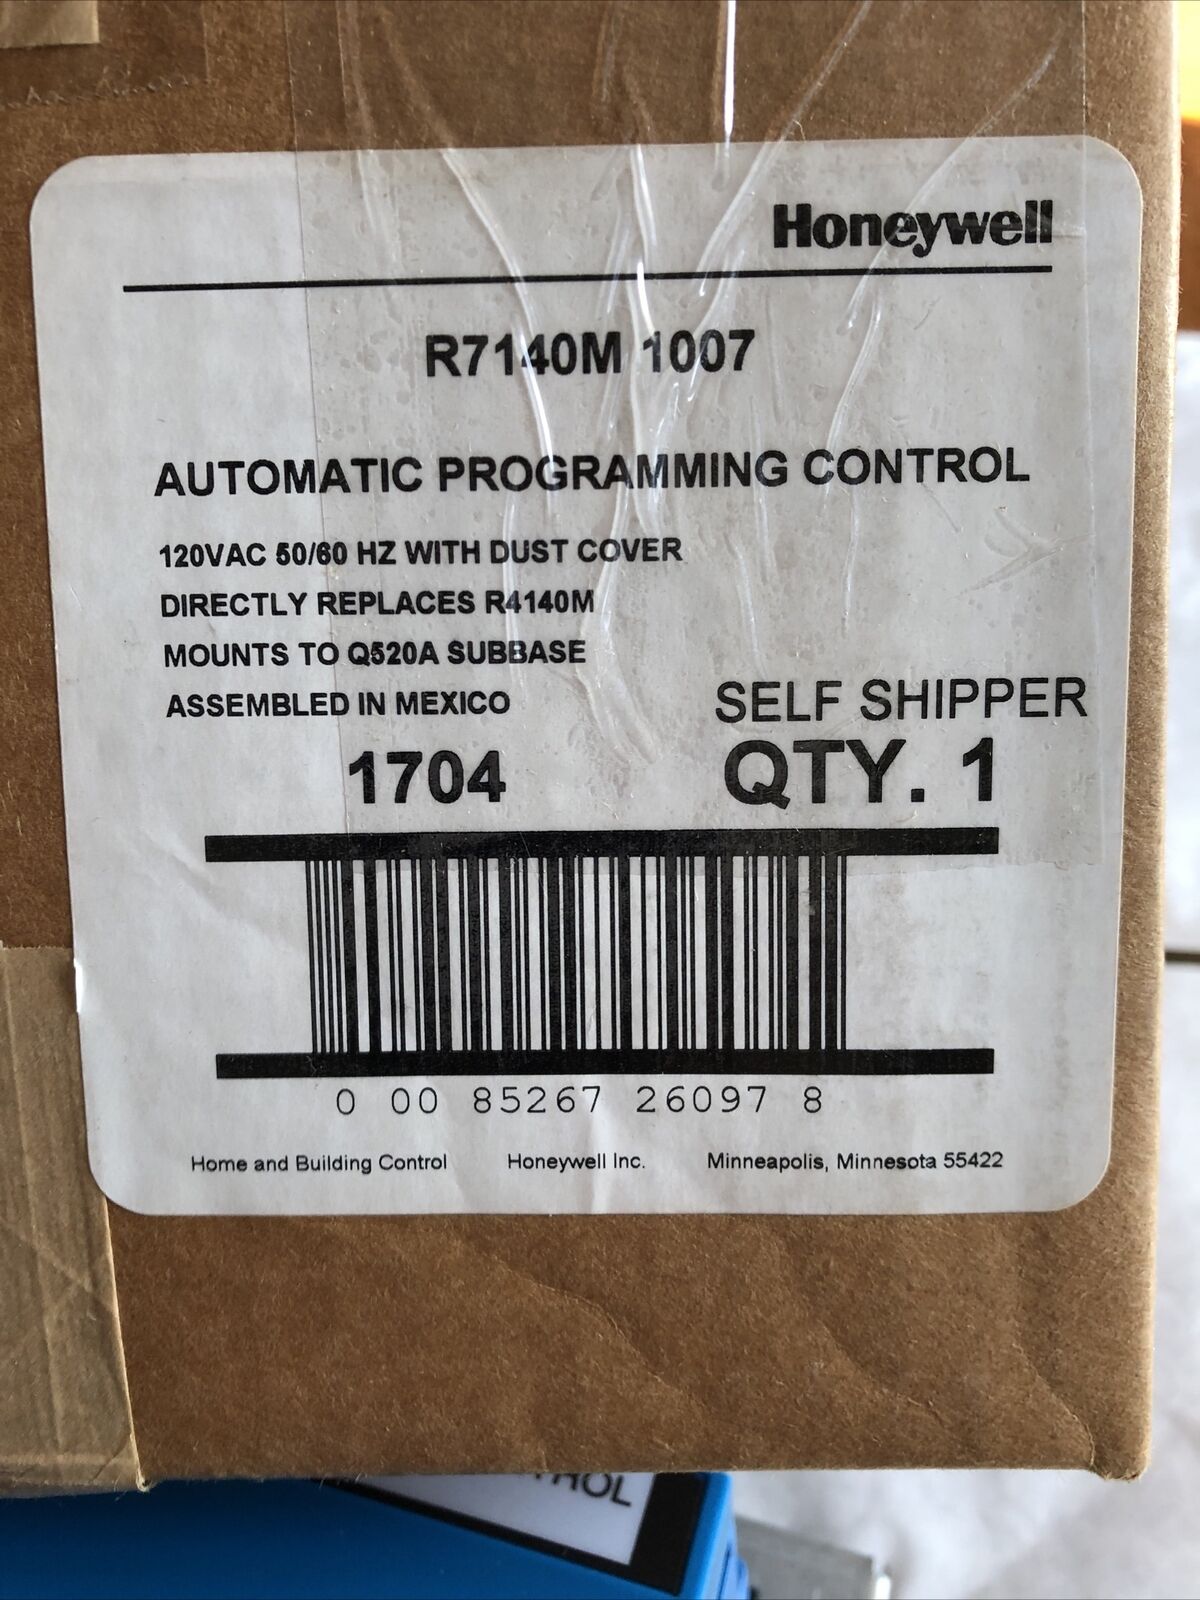 Honeywell
R7140M 1007
AUTOMATIC PROGRAMMING CONTROL
120VAC 50/60 HZ WITH DUST COVER
DIRECTLY REPLACES R4140M
MOUNTS TO Q520A SUBBASE
ASSEMBLED IN MEXICO
SELF SHIPPER
1704
QTY. 1
0 00 85267 26097 8
Home and Building Control Honeywell Inc. Minneapolis, Minnesota 55422